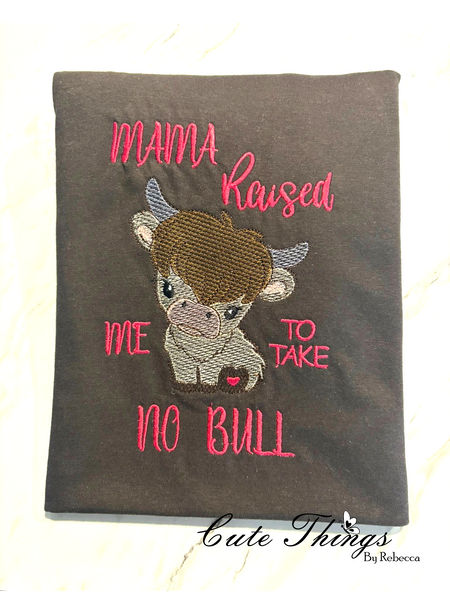 MAMA
Raised
ME TO
TAKE
NO BULL
Cute Things
By Rebecca